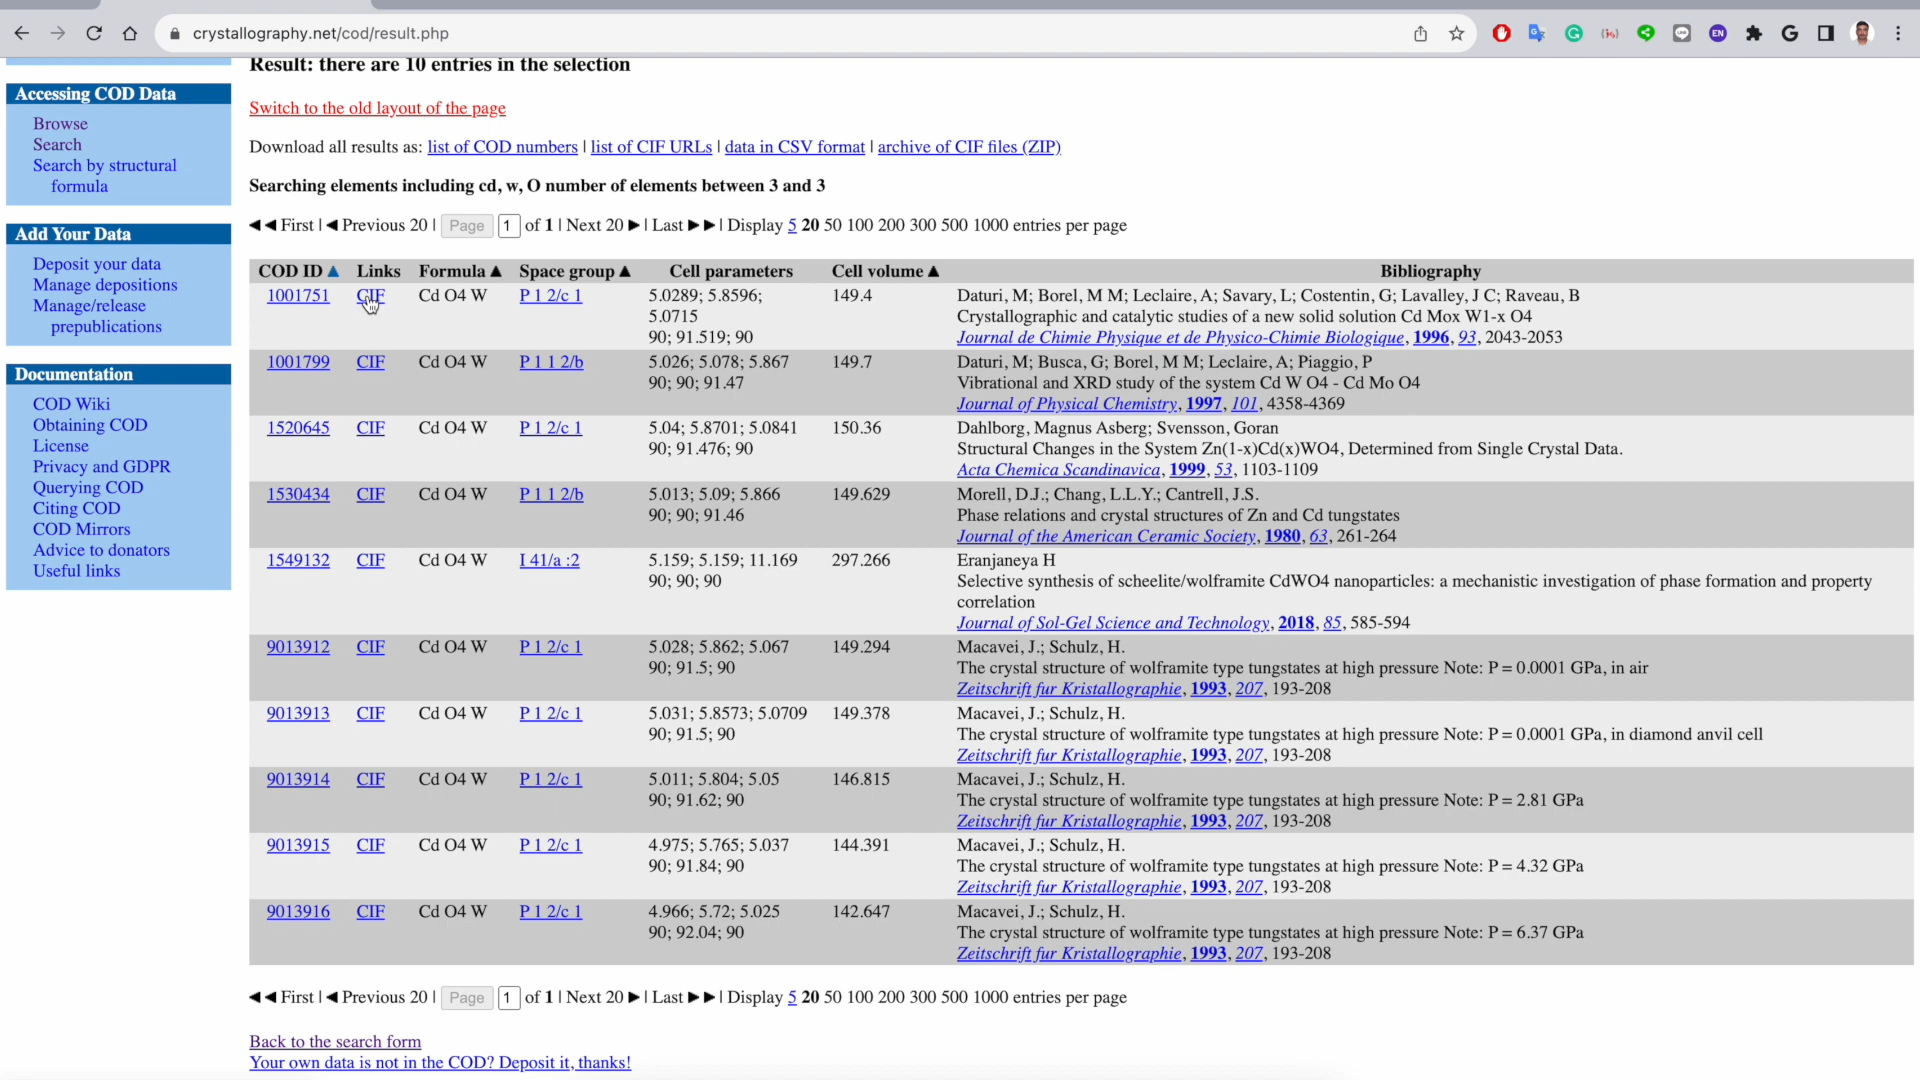 crystallography.net/cod/result.php
EN
Result: there are 10 entries in the selection
Accessing COD Data
Browse
Search
Search by structural
formula
Add Your Data
Deposit your data
Manage depositions
Manage/release
prepublications
Documentation
COD Wiki
Obtaining COD
License
Privacy and GDPR
Querying COD
Citing COD
COD Mirrors
Advice to donators
Useful links
Switch to the old layout of the page
Download all results as: list of COD numbers | list of CIF URLs | data in CSV format | archive of CIF files (ZIP)
Searching elements including cd, w, O number of elements between 3 and 3
◀◀ First | ◀ Previous 20 | Page 1 of 1 | Next 20 ▶ | Last ▶▶ | Display 5 20 50 100 200 300 500 1000 entries per page
COD ID ▲ Links Formula ▲ Space group ▲ Cell parameters Cell volume ▲ Bibliography
1001751 CIF Cd O4 W P 1 2/c 1 5.0289; 5.8596; 149.4 Daturi, M; Borel, M M; Leclaire, A; Savary, L; Costentin, G; Lavalley, J C; Raveau, B
5.0715 Crystallographic and catalytic studies of a new solid solution Cd Mox W1-x O4
90; 91.519; 90 Journal de Chimie Physique et de Physico-Chimie Biologique, 1996, 93, 2043-2053
1001799 CIF Cd O4 W P 1 1 2/b 5.026; 5.078; 5.867 149.7 Daturi, M; Busca, G; Borel, M M; Leclaire, A; Piaggio, P
90; 90; 91.47 Vibrational and XRD study of the system Cd W O4 - Cd Mo O4
Journal of Physical Chemistry, 1997, 101, 4358-4369
1520645 CIF Cd O4 W P 1 2/c 1 5.04; 5.8701; 5.0841 150.36 Dahlborg, Magnus Asberg; Svensson, Goran
90; 91.476; 90 Structural Changes in the System Zn(1-x)Cd(x)WO4, Determined from Single Crystal Data.
Acta Chemica Scandinavica, 1999, 53, 1103-1109
1530434 CIF Cd O4 W P 1 1 2/b 5.013; 5.09; 5.866 149.629 Morell, D.J.; Chang, L.L.Y.; Cantrell, J.S.
90; 90; 91.46 Phase relations and crystal structures of Zn and Cd tungstates
Journal of the American Ceramic Society, 1980, 63, 261-264
1549132 CIF Cd O4 W I 41/a :2 5.159; 5.159; 11.169 297.266 Eranjaneya H
90; 90; 90 Selective synthesis of scheelite/wolframite CdWO4 nanoparticles: a mechanistic investigation of phase formation and property
correlation
Journal of Sol-Gel Science and Technology, 2018, 85, 585-594
9013912 CIF Cd O4 W P 1 2/c 1 5.028; 5.862; 5.067 149.294 Macavei, J.; Schulz, H.
90; 91.5; 90 The crystal structure of wolframite type tungstates at high pressure Note: P = 0.0001 GPa, in air
Zeitschrift fur Kristallographie, 1993, 207, 193-208
9013913 CIF Cd O4 W P 1 2/c 1 5.031; 5.8573; 5.0709 149.378 Macavei, J.; Schulz, H.
90; 91.5; 90 The crystal structure of wolframite type tungstates at high pressure Note: P = 0.0001 GPa, in diamond anvil cell
Zeitschrift fur Kristallographie, 1993, 207, 193-208
9013914 CIF Cd O4 W P 1 2/c 1 5.011; 5.804; 5.05 146.815 Macavei, J.; Schulz, H.
90; 91.62; 90 The crystal structure of wolframite type tungstates at high pressure Note: P = 2.81 GPa
Zeitschrift fur Kristallographie, 1993, 207, 193-208
9013915 CIF Cd O4 W P 1 2/c 1 4.975; 5.765; 5.037 144.391 Macavei, J.; Schulz, H.
90; 91.84; 90 The crystal structure of wolframite type tungstates at high pressure Note: P = 4.32 GPa
Zeitschrift fur Kristallographie, 1993, 207, 193-208
9013916 CIF Cd O4 W P 1 2/c 1 4.966; 5.72; 5.025 142.647 Macavei, J.; Schulz, H.
90; 92.04; 90 The crystal structure of wolframite type tungstates at high pressure Note: P = 6.37 GPa
Zeitschrift fur Kristallographie, 1993, 207, 193-208
◀◀ First | ◀ Previous 20 | Page 1 of 1 | Next 20 ▶ | Last ▶▶ | Display 5 20 50 100 200 300 500 1000 entries per page
Back to the search form
Your own data is not in the COD? Deposit it, thanks!